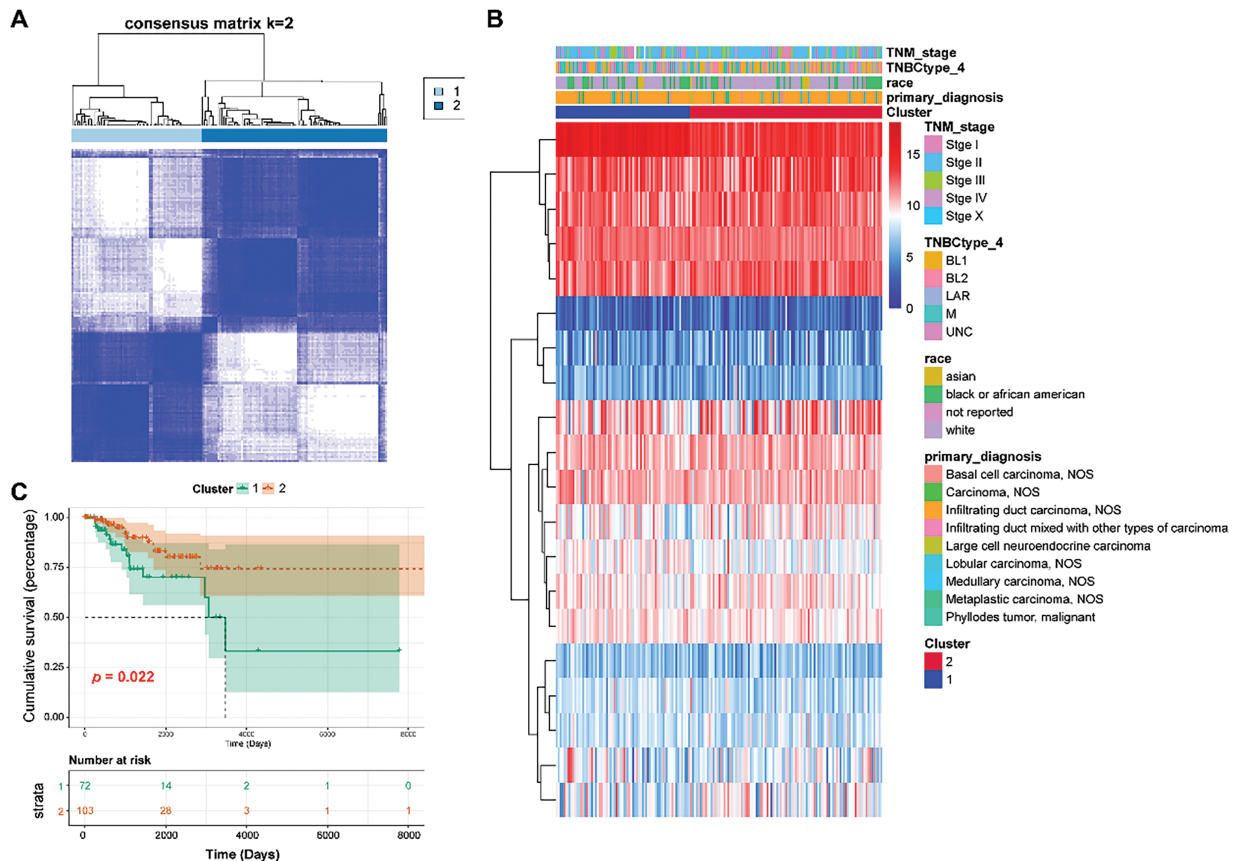 A
consensus matrix k=2
1
2
B
TNM_stage
TNBCtype_4
race
primary_diagnosis
Cluster
15
10
5
0
TNM_stage
Stge I
Stge II
Stge III
Stge IV
Stge X
TNBCtype_4
BL1
BL2
LAR
M
UNC
race
asian
black or african american
not reported
white
primary_diagnosis
Basal cell carcinoma, NOS
Carcinoma, NOS
Infiltrating duct carcinoma, NOS
Infiltrating duct mixed with other types of carcinoma
Large cell neuroendocrine carcinoma
Lobular carcinoma, NOS
Medullary carcinoma, NOS
Metaplastic carcinoma, NOS
Phyllodes tumor, malignant
Cluster
2
1
C
Cluster 1 2
Cumulative survival (percentage)
1.00
0.75
0.50
0.25
0.00
p = 0.022
0 2000 4000 6000 8000
Time (Days)
Number at risk
strata
1 72 14 2 1 0
2 103 28 3 1 1
0 2000 4000 6000 8000
Time (Days)